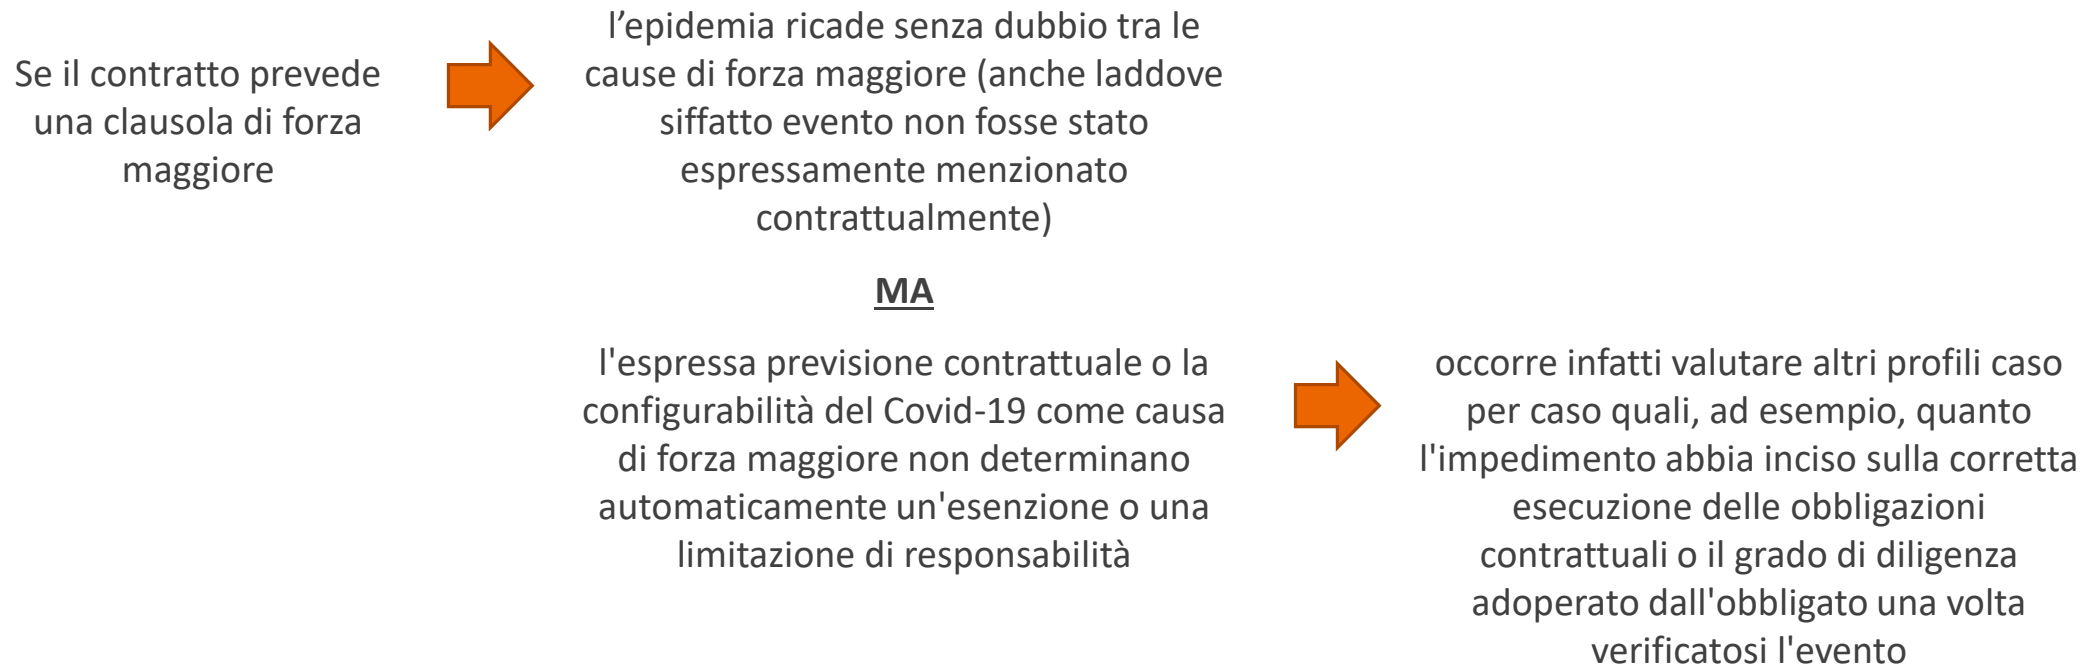 Se il contratto prevede
una clausola di forza
maggiore
l’epidemia ricade senza dubbio tra le
cause di forza maggiore (anche laddove
siffatto evento non fosse stato
espressamente menzionato
contrattualmente)
MA
l'espressa previsione contrattuale o la
configurabilità del Covid-19 come causa
di forza maggiore non determinano
automaticamente un'esenzione o una
limitazione di responsabilità
occorre infatti valutare altri profili caso
per caso quali, ad esempio, quanto
l'impedimento abbia inciso sulla corretta
esecuzione delle obbligazioni
contrattuali o il grado di diligenza
adoperato dall'obbligato una volta
verificatosi l'evento